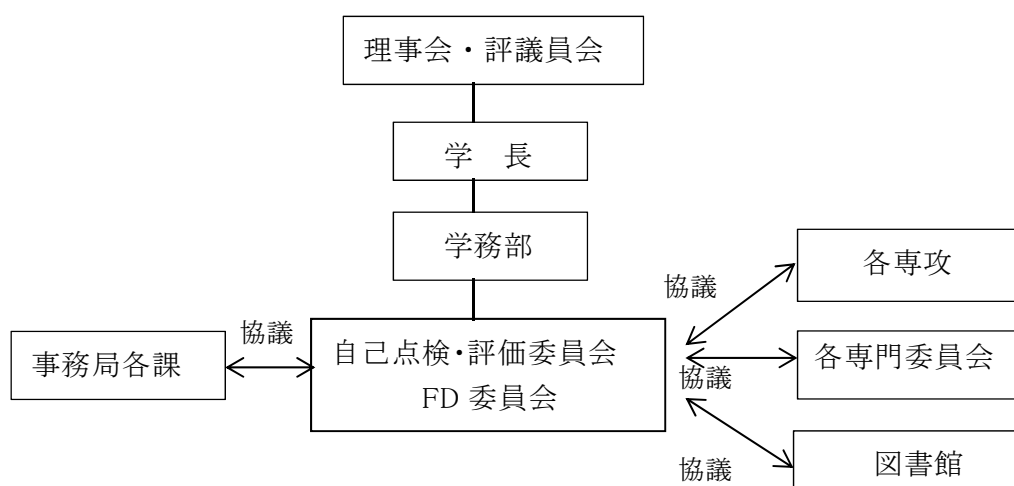 理事会・評議員会
学　長
学務部
各専攻
協議
協議
事務局各課
自己点検・評価委員会
FD 委員会
各専門委員会
協議
図書館
協議